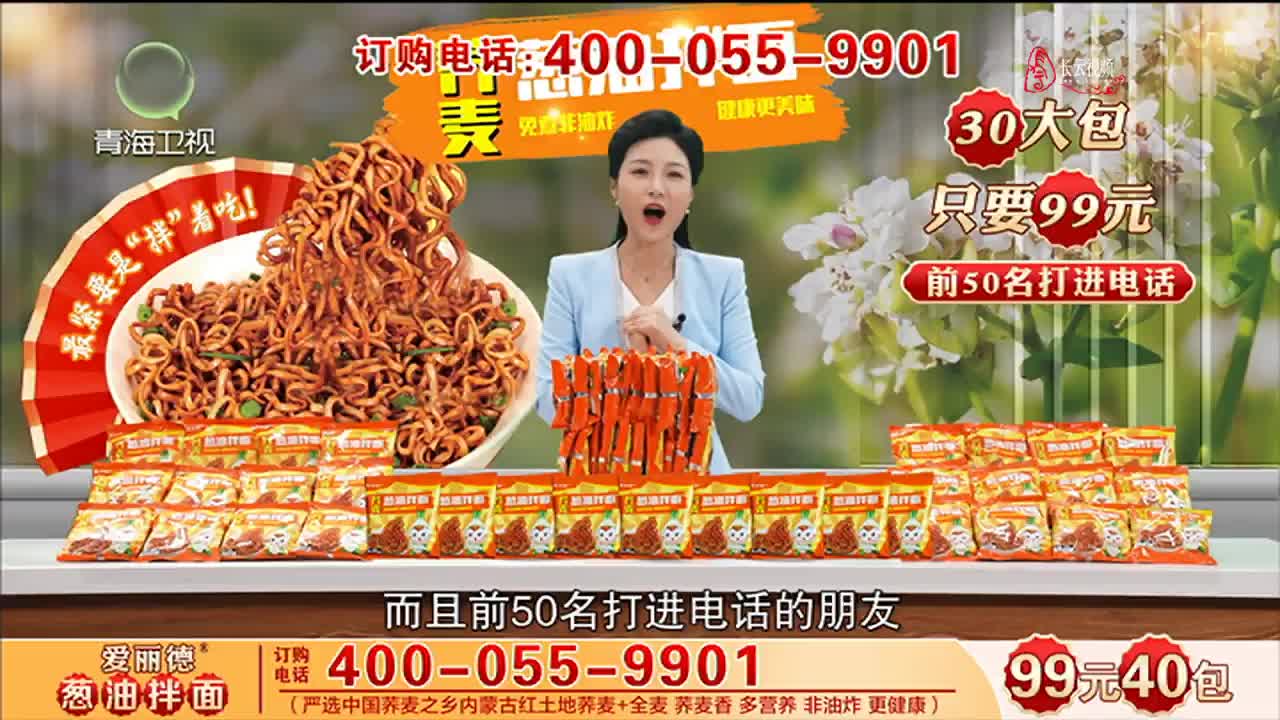 订购电话:400-055-9901
青海卫视
长云视频
荞麦 葱油拌面
免煮非油炸
健康更美味
30大包
只要99元
前50名打进电话
最紧要是“拌”着吃!
葱油拌面
而且前50名打进电话的朋友
爱丽德®
葱油拌面
订购电话 400-055-9901
(严选中国荞麦之乡内蒙古红土地荞麦+全麦 荞麦香 多营养 非油炸 更健康)
99元40包